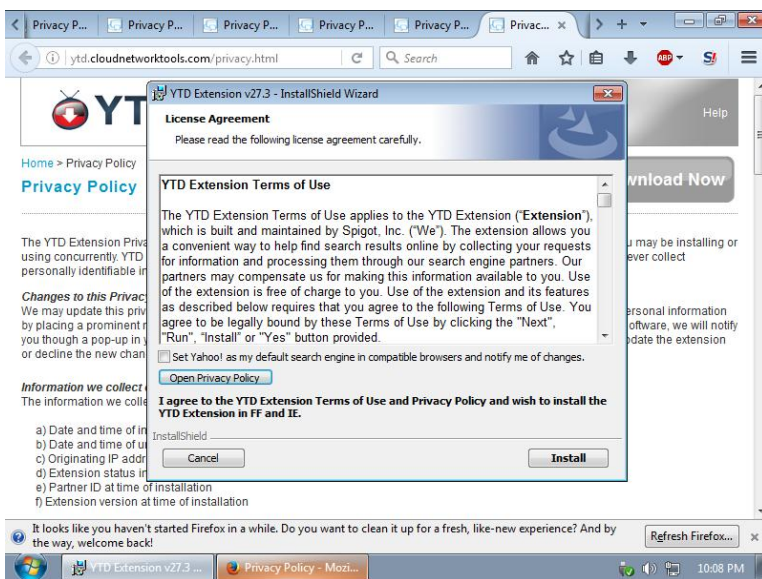 Privacy P...
Privacy P...
Privacy P...
Privacy P...
Privacy P...
Privac...
ytd.cloudnetworktools.com/privacy.html
Search
ABP
S!
YT
Help
Home > Privacy Policy
Privacy Policy
wnload Now
The YTD Extension Priva
u may be installing or
using concurrently. YTD
ever collect
personally identifiable in
Changes to this Privac
We may update this priv
ersonal information
by placing a prominent n
oftware, we will notify
you though a pop-up in y
pdate the extension
or decline the new chan
Information we collect
The information we colle
a) Date and time of in
b) Date and time of u
c) Originating IP addr
d) Extension status in
e) Partner ID at time of installation
f) Extension version at time of installation
YTD Extension v27.3 - InstallShield Wizard
License Agreement
Please read the following license agreement carefully.
YTD Extension Terms of Use
The YTD Extension Terms of Use applies to the YTD Extension (“Extension”),
which is built and maintained by Spigot, Inc. (“We”). The extension allows you
a convenient way to help find search results online by collecting your requests
for information and processing them through our search engine partners. Our
partners may compensate us for making this information available to you. Use
of the extension is free of charge to you. Use of the extension and its features
as described below requires that you agree to the following Terms of Use. You
agree to be legally bound by these Terms of Use by clicking the "Next",
"Run", “Install” or "Yes" button provided.
Set Yahoo! as my default search engine in compatible browsers and notify me of changes.
Open Privacy Policy
I agree to the YTD Extension Terms of Use and Privacy Policy and wish to install the
YTD Extension in FF and IE.
InstallShield
Cancel
Install
It looks like you haven't started Firefox in a while. Do you want to clean it up for a fresh, like-new experience? And by
the way, welcome back!
Refresh Firefox...
YTD Extension v27.3 ...
Privacy Policy - Mozi...
10:08 PM